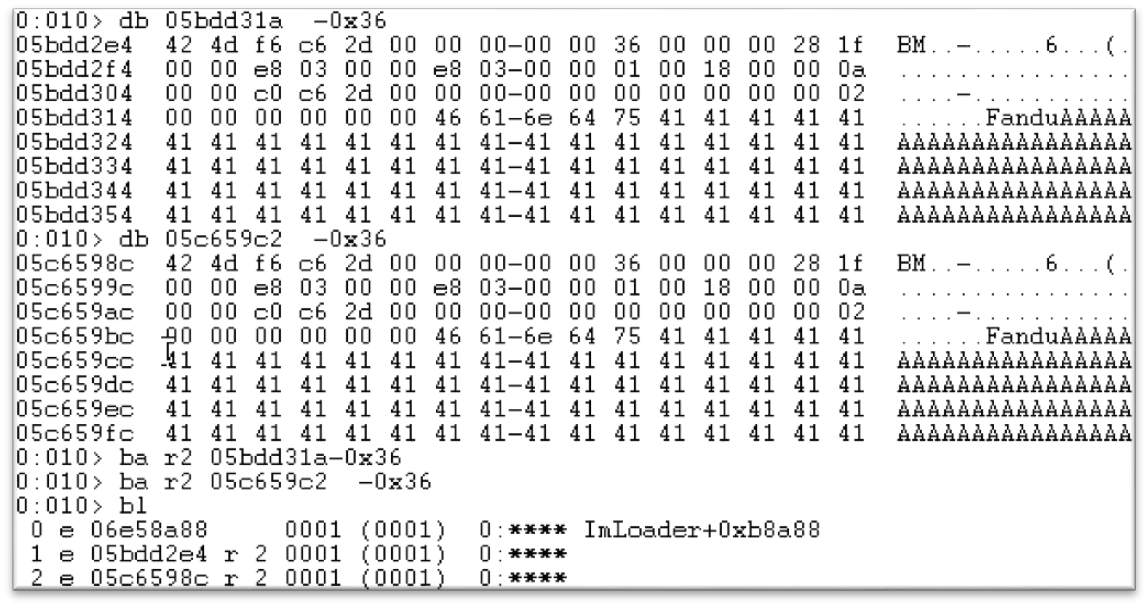 0:010> db 05bdd31a  -0x36
05bdd2e4  42 4d f6 c6 2d 00 00 00-00 00 36 00 00 00 28 1f  BM..-.....6...(.
05bdd2f4  00 00 e8 03 00 00 e8 03-00 00 01 00 18 00 00 0a  ................
05bdd304  00 00 c0 c6 2d 00 00 00-00 00 00 00 00 00 00 02  ....-...........
05bdd314  00 00 00 00 00 00 46 61-6e 64 75 41 41 41 41 41  ......FanduAAAAA
05bdd324  41 41 41 41 41 41 41 41-41 41 41 41 41 41 41 41  AAAAAAAAAAAAAAAA
05bdd334  41 41 41 41 41 41 41 41-41 41 41 41 41 41 41 41  AAAAAAAAAAAAAAAA
05bdd344  41 41 41 41 41 41 41 41-41 41 41 41 41 41 41 41  AAAAAAAAAAAAAAAA
05bdd354  41 41 41 41 41 41 41 41-41 41 41 41 41 41 41 41  AAAAAAAAAAAAAAAA
0:010> db 05c659c2  -0x36
05c6598c  42 4d f6 c6 2d 00 00 00-00 00 36 00 00 00 28 1f  BM..-.....6...(.
05c6599c  00 00 e8 03 00 00 e8 03-00 00 01 00 18 00 00 0a  ................
05c659ac  00 00 c0 c6 2d 00 00 00-00 00 00 00 00 00 00 02  ....-...........
05c659bc  00 00 00 00 00 00 46 61-6e 64 75 41 41 41 41 41  ......FanduAAAAA
05c659cc  41 41 41 41 41 41 41 41-41 41 41 41 41 41 41 41  AAAAAAAAAAAAAAAA
05c659dc  41 41 41 41 41 41 41 41-41 41 41 41 41 41 41 41  AAAAAAAAAAAAAAAA
05c659ec  41 41 41 41 41 41 41 41-41 41 41 41 41 41 41 41  AAAAAAAAAAAAAAAA
05c659fc  41 41 41 41 41 41 41 41-41 41 41 41 41 41 41 41  AAAAAAAAAAAAAAAA
0:010> ba r2 05bdd31a-0x36
0:010> ba r2 05c659c2  -0x36
0:010> bl
 0 e 06e58a88     0001 (0001)  0:**** ImLoader+0xb8a88
 1 e 05bdd2e4 r 2 0001 (0001)  0:****
 2 e 05c6598c r 2 0001 (0001)  0:****